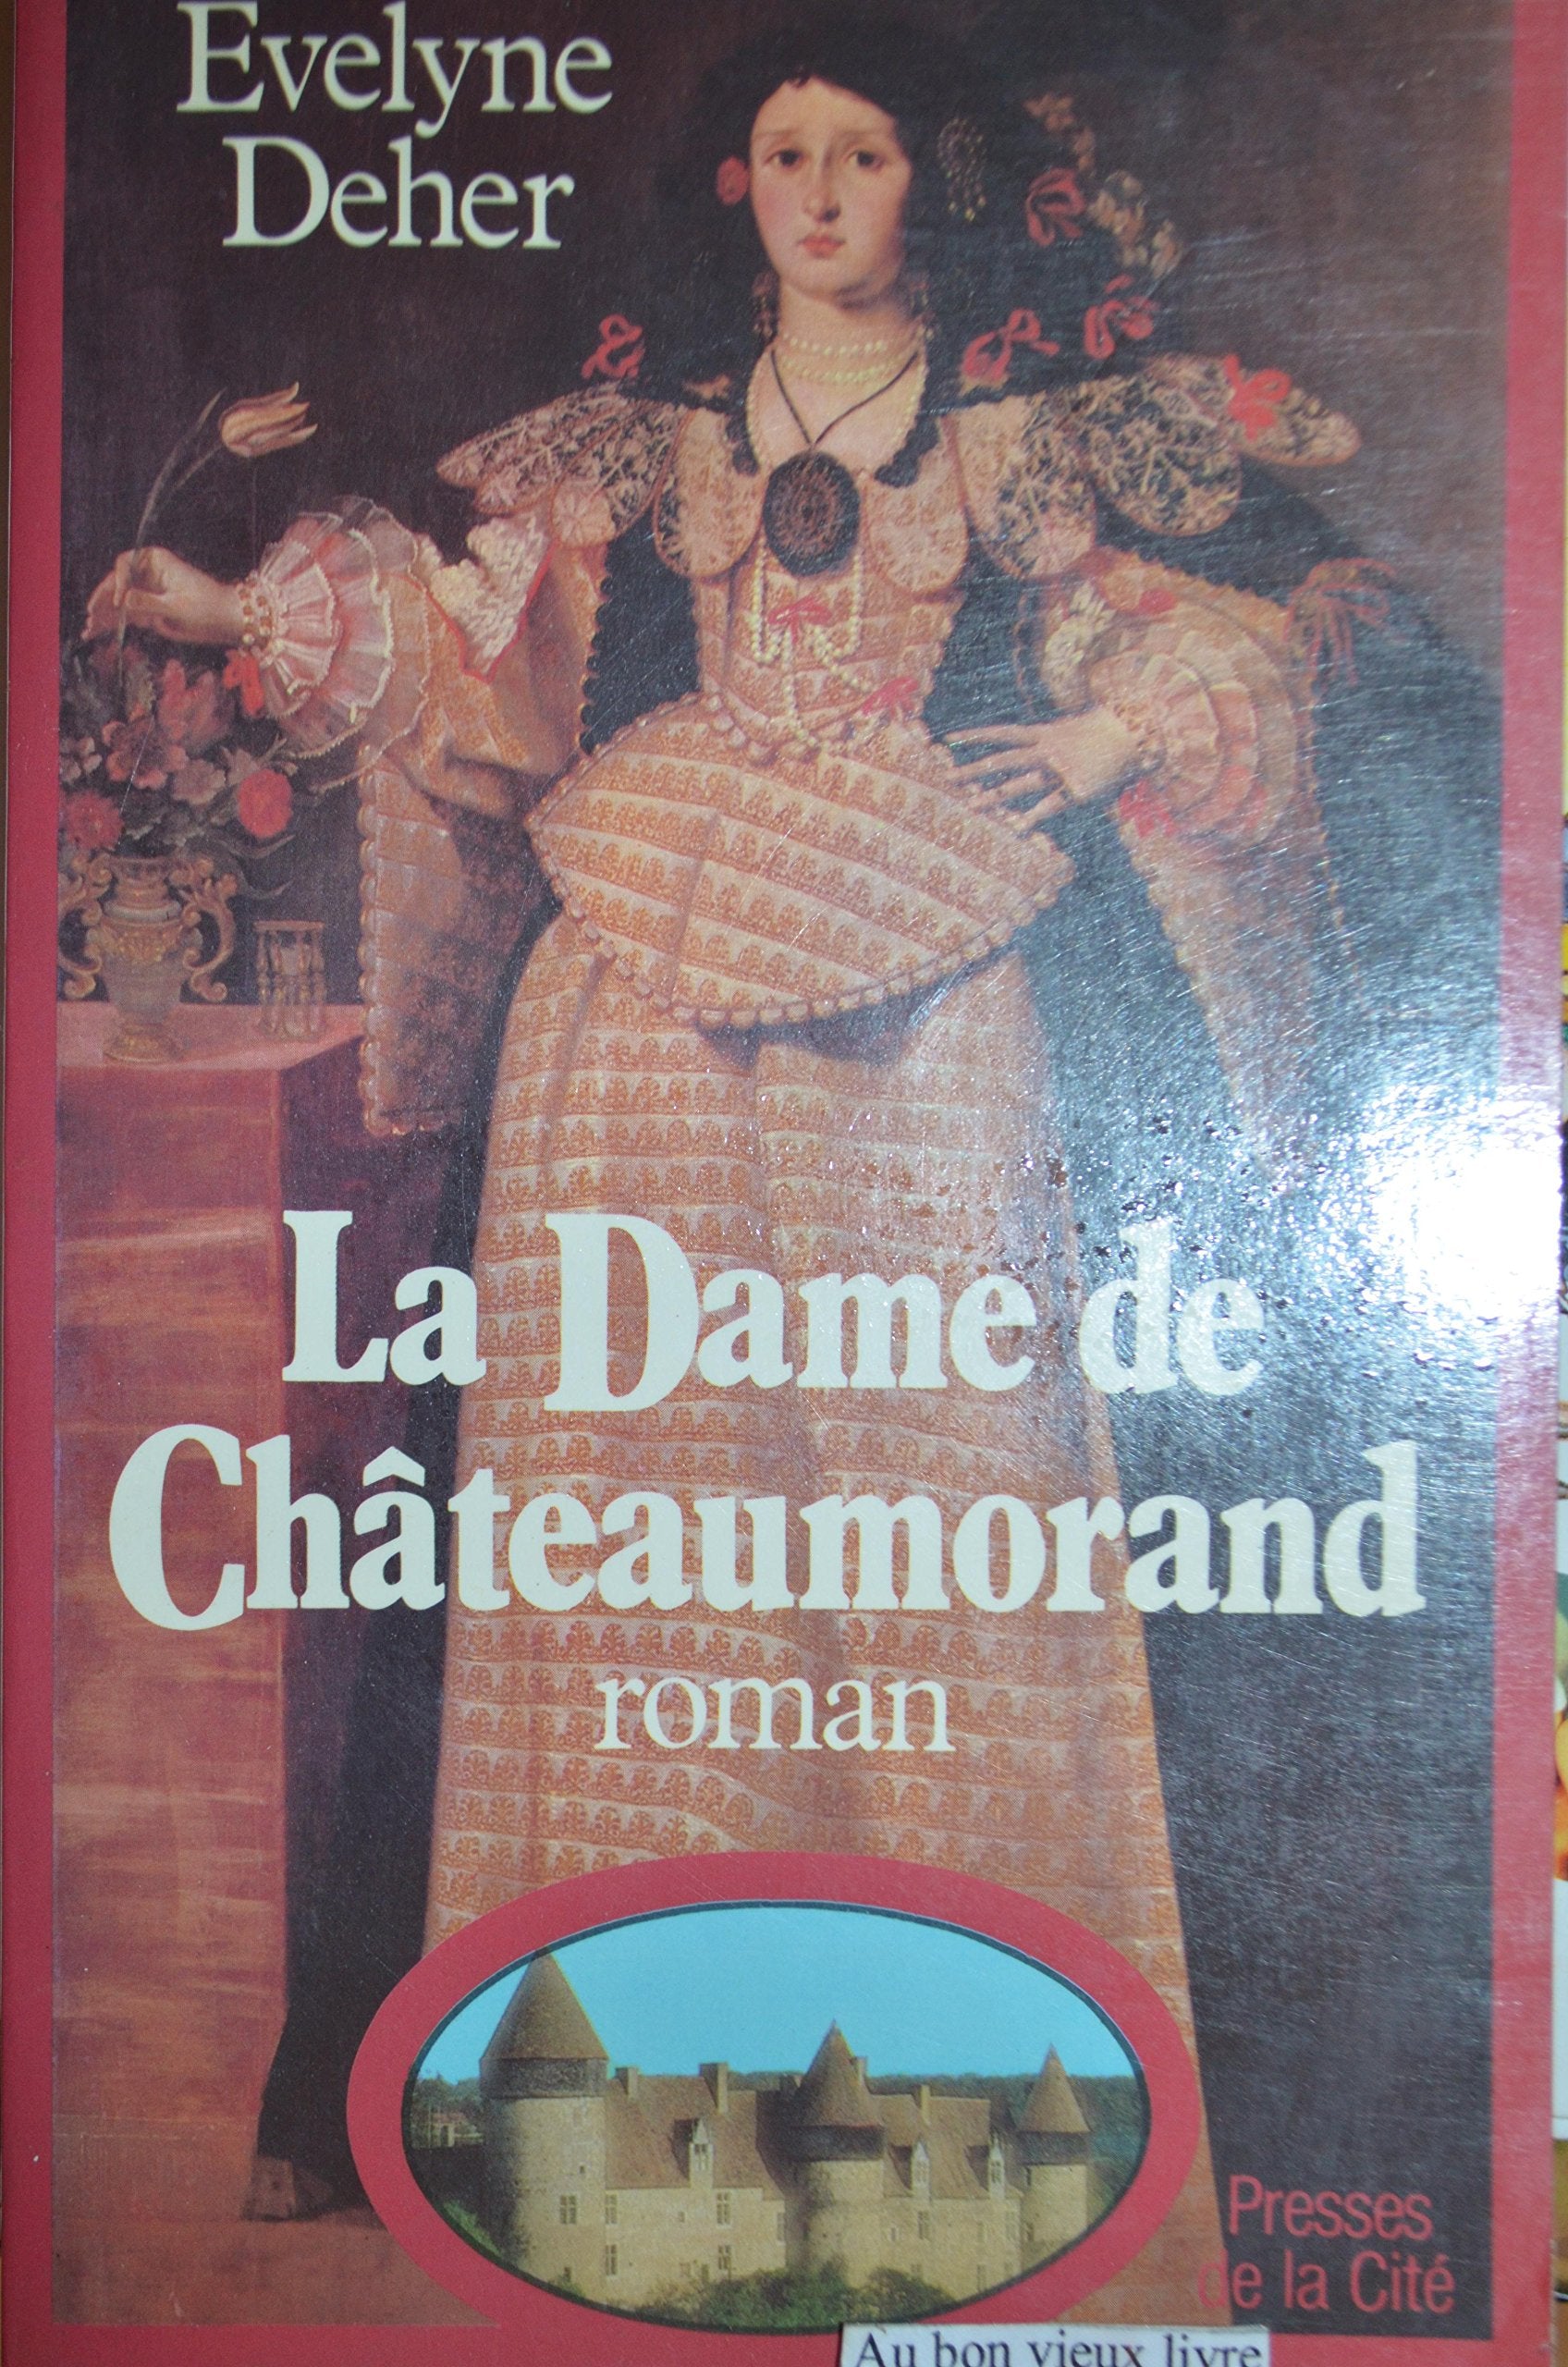 Evelyne
Deher
La Dame de
Châteaumorand
roman
Presses
de la Cité
Au bon vieux livre